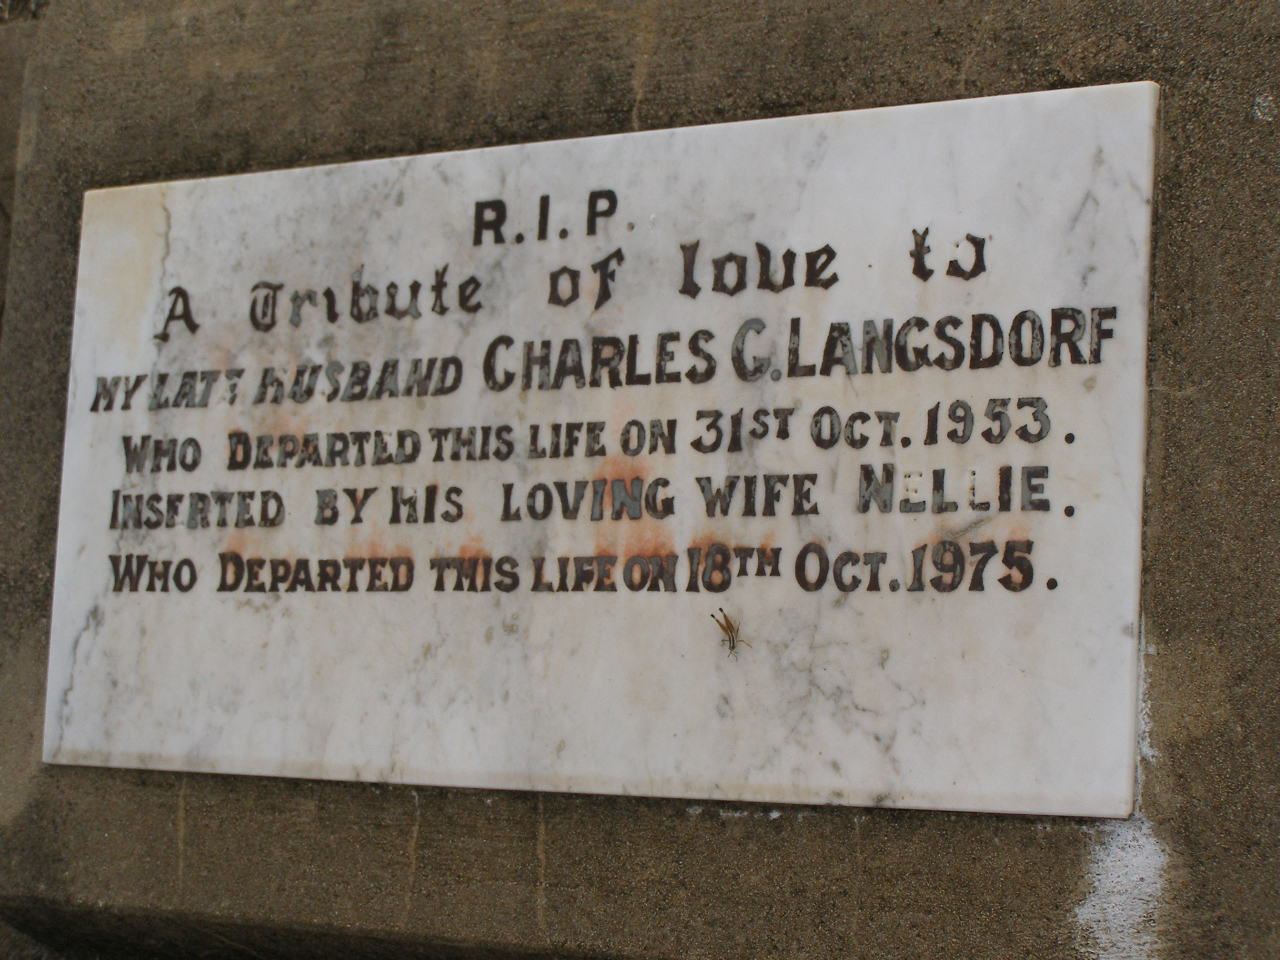 R.I.P.
A Tribute of love to
MY LATE HUSBAND CHARLES G. LANGSDORF
WHO DEPARTED THIS LIFE ON 31ST OCT. 1953.
INSERTED BY HIS LOVING WIFE NELLIE.
WHO DEPARTED THIS LIFE ON 18TH OCT. 1975.